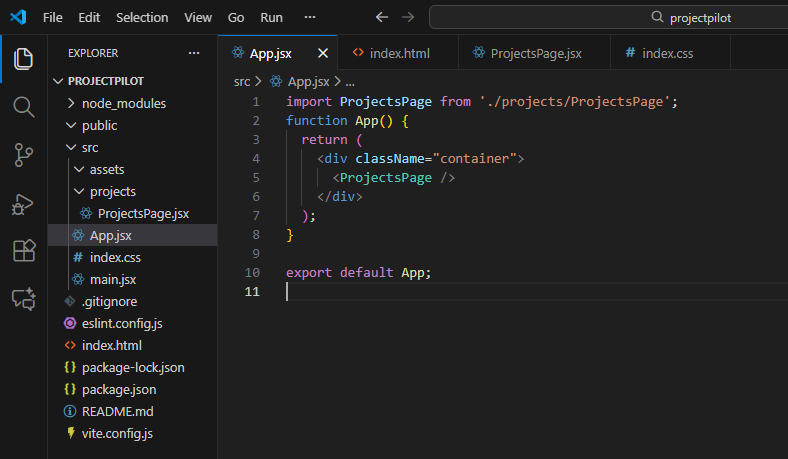 File Edit Selection View Go Run ··· projectpilot
EXPLORER ···
PROJECTPILOT
node_modules
public
src
assets
projects
ProjectsPage.jsx
App.jsx
# index.css
main.jsx
.gitignore
eslint.config.js
<> index.html
{} package-lock.json
{} package.json
README.md
vite.config.js
App.jsx <> index.html ProjectsPage.jsx # index.css
src > App.jsx > ...
1 import ProjectsPage from './projects/ProjectsPage';
2 function App() {
3   return (
4     <div className="container">
5       <ProjectsPage />
6     </div>
7   );
8 }
9
10 export default App;
11